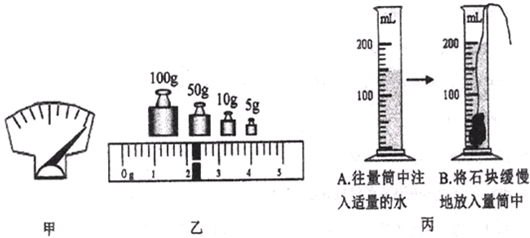 甲
100g
50g
10g
5g
0g 1 2 3 4 5
乙
mL
200
100
mL
200
100
A.往量筒中注
入适量的水
B.将石块缓慢
地放入量筒中
丙